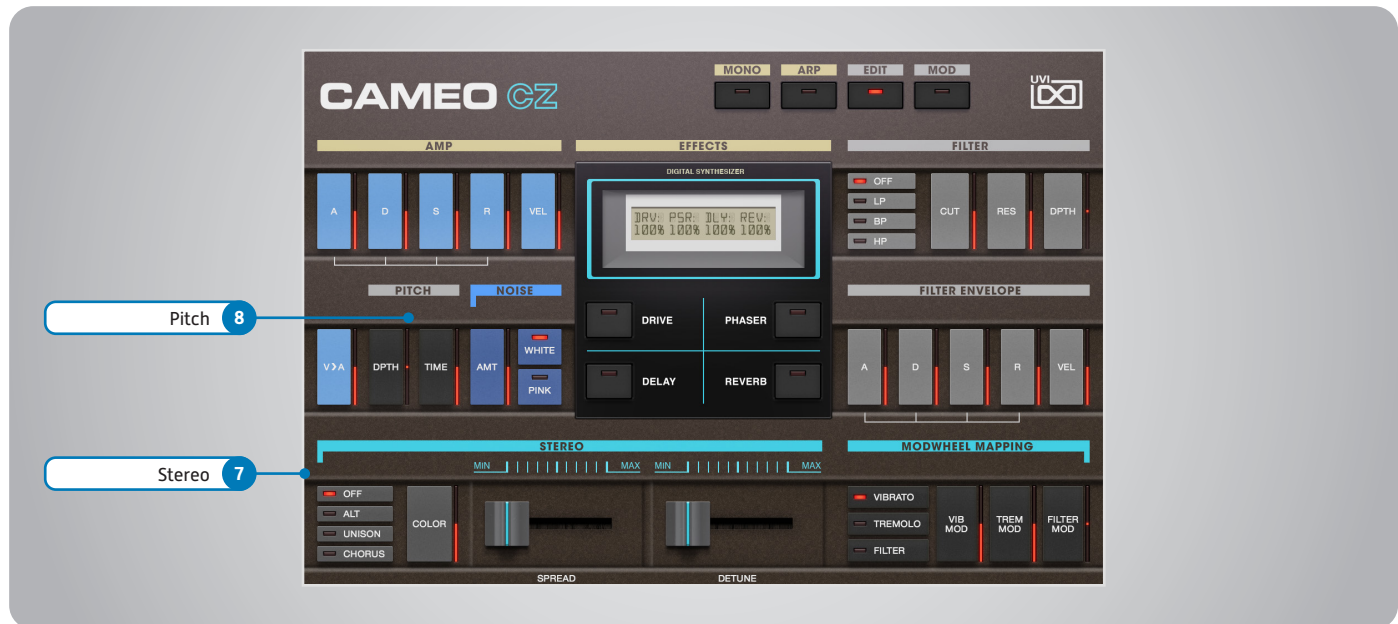 MONO ARP EDIT MOD
CAMEO CZ
UVI
AMP EFFECTS FILTER
DIGITAL SYNTHESIZER
A D S R VEL
DRV: PSR: DLY: REV:
100% 100% 100% 100%
OFF
LP
BP
HP
CUT RES DPTH
PITCH NOISE
FILTER ENVELOPE
Pitch 8
DRIVE PHASER
V>A DPTH TIME AMT
WHITE
PINK
DELAY REVERB
A D S R VEL
STEREO MODWHEEL MAPPING
MIN MAX MIN MAX
Stereo 7
OFF
ALT
UNISON
CHORUS
COLOR
VIBRATO
TREMOLO
FILTER
VIB
MOD
TREM
MOD
FILTER
MOD
SPREAD DETUNE